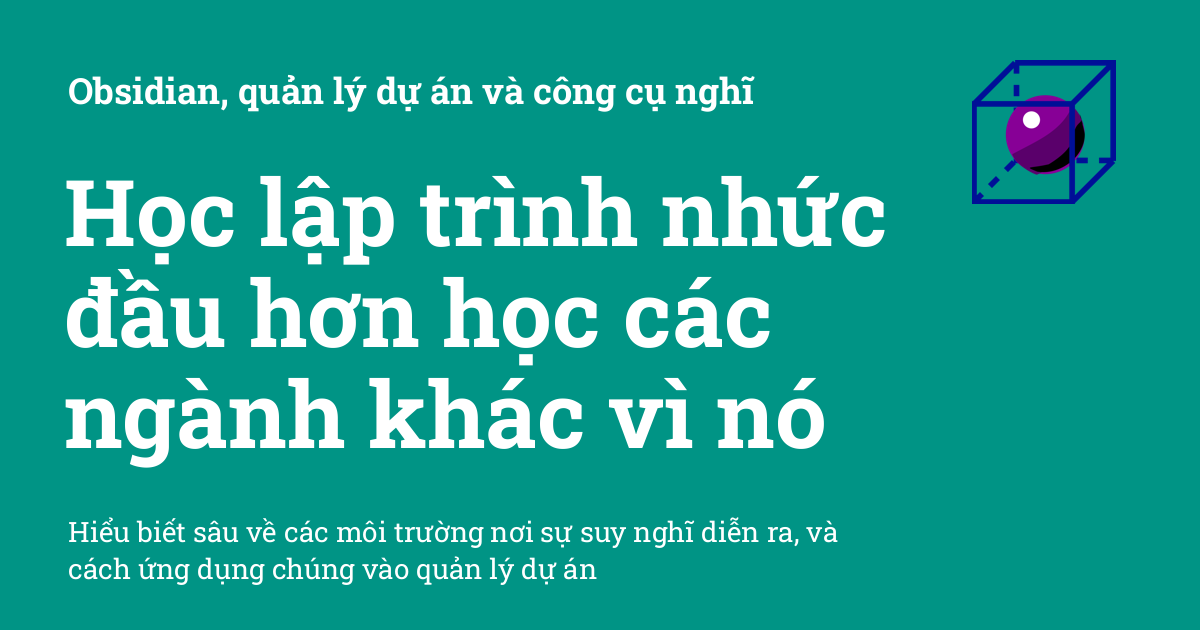 Obsidian, quản lý dự án và công cụ nghĩ
Học lập trình nhức
đầu hơn học các
ngành khác vì nó
Hiểu biết sâu về các môi trường nơi sự suy nghĩ diễn ra, và
cách ứng dụng chúng vào quản lý dự án